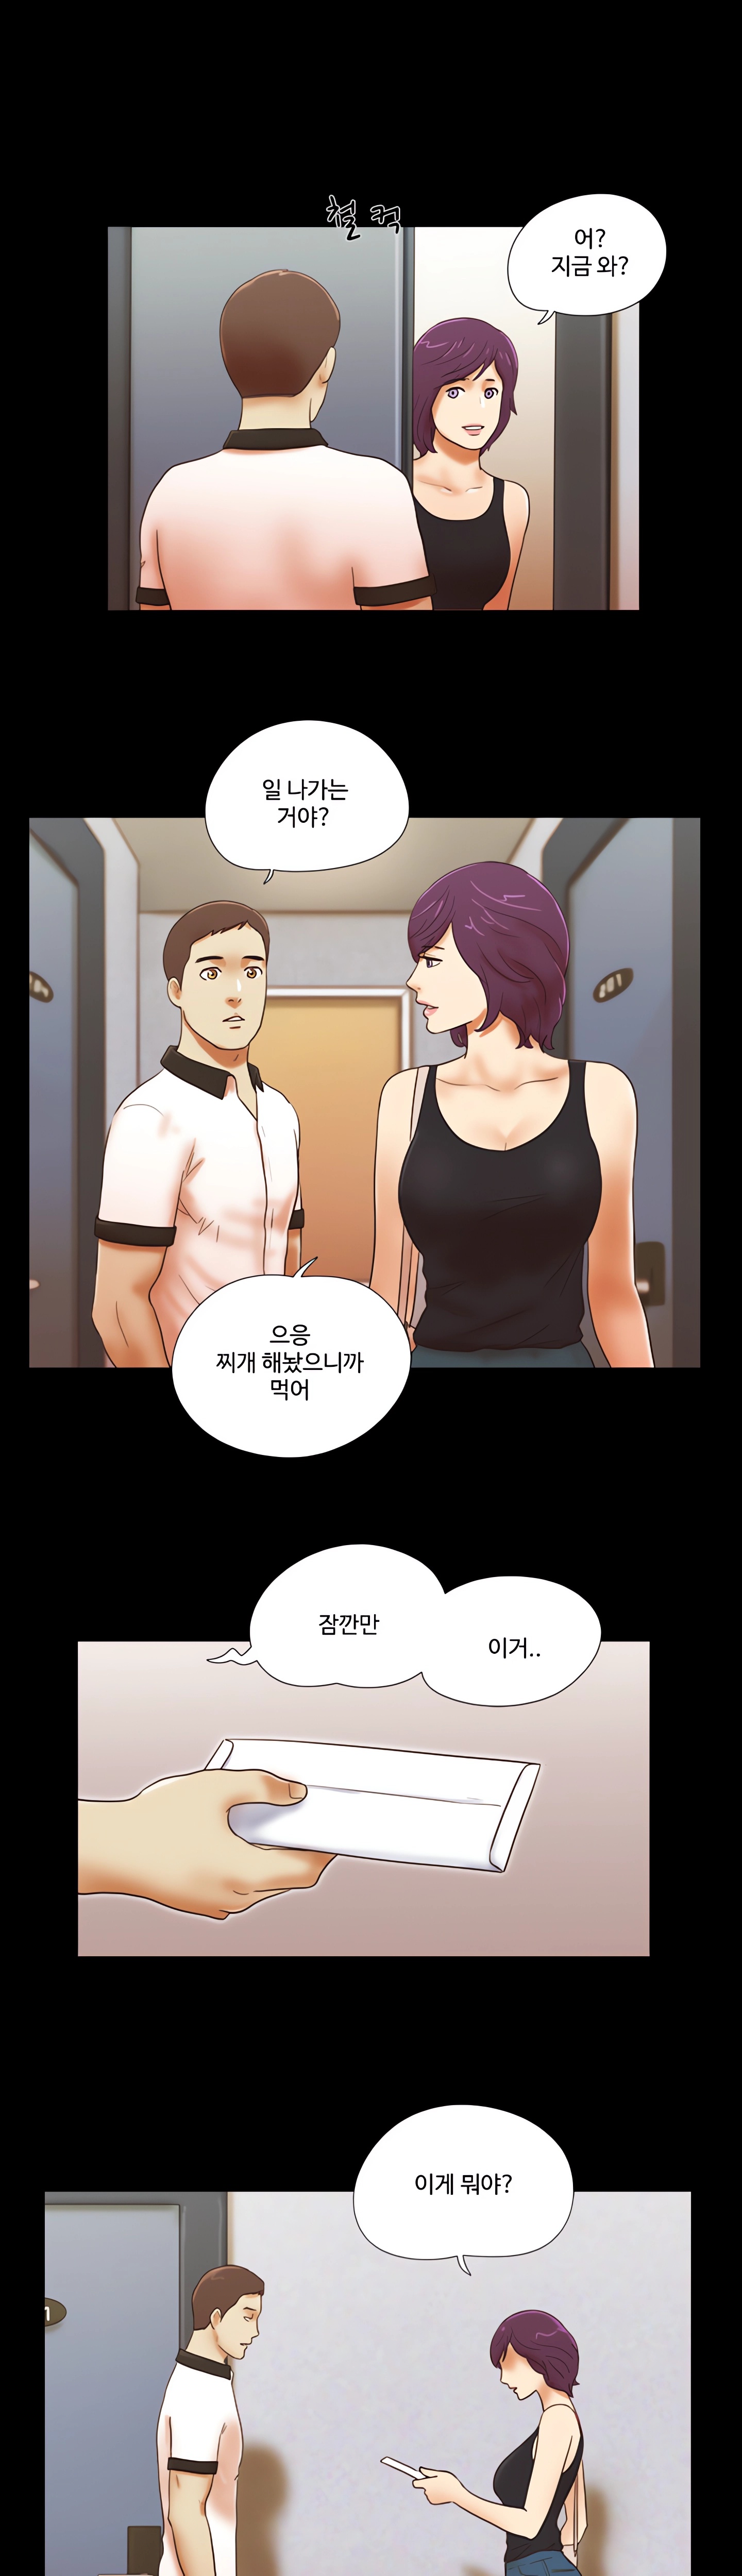 철컥
어?
지금 와?
일 나가는
거야?
으응
찌개 해놨으니까
먹어
잠깐만
이거..
이게 뭐야?